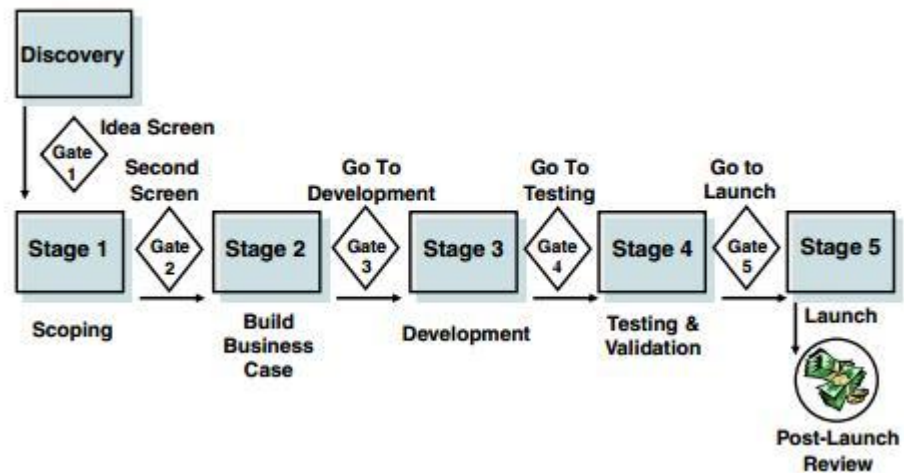 Discovery
Idea Screen
Gate
1
Second
Screen
Go To
Development
Go To
Testing
Go to
Launch
Stage 1
Gate
2
Stage 2
Gate
3
Stage 3
Gate
4
Stage 4
Gate
5
Stage 5
Scoping
Build
Business
Case
Development
Testing &
Validation
Launch
Post-Launch
Review